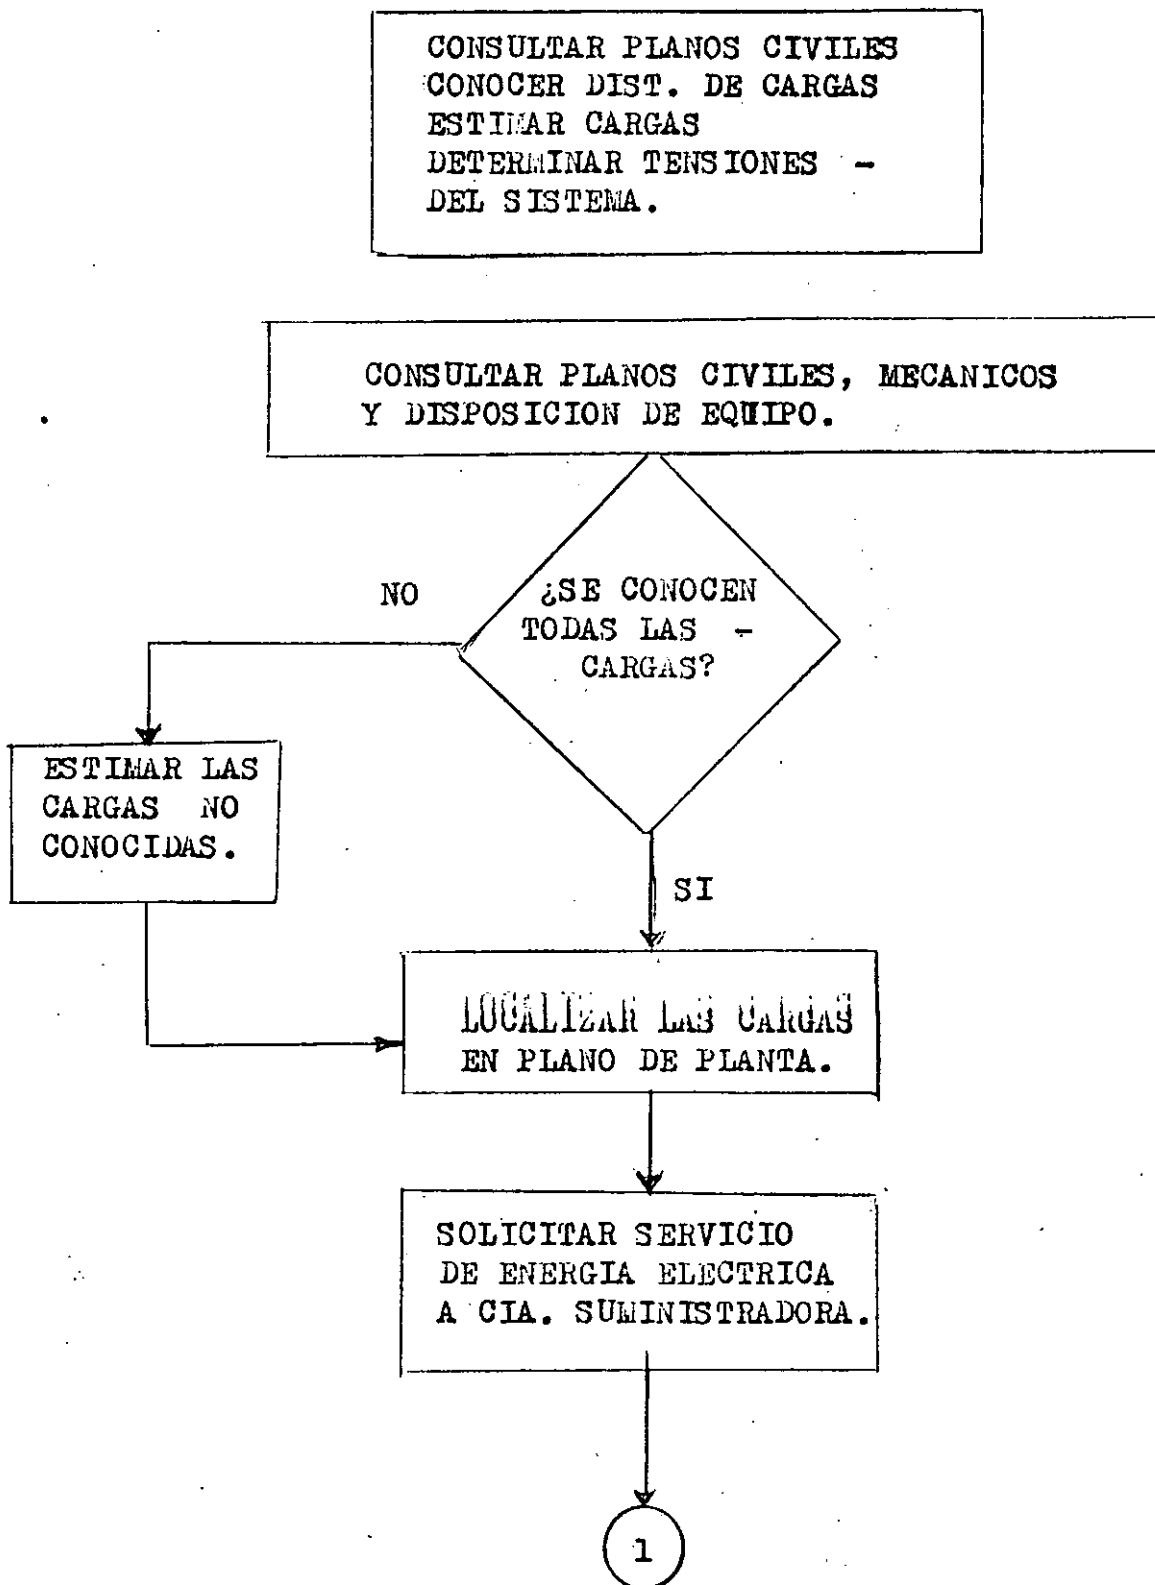 CONSULTAR PLANOS CIVILES
CONOCER DIST. DE CARGAS
ESTIMAR CARGAS
DETERMINAR TENSIONES -
DEL SISTEMA.
CONSULTAR PLANOS CIVILES, MECANICOS
Y DISPOSICION DE EQUIPO.
¿SE CONOCEN
TODAS LAS -
CARGAS?
NO
ESTIMAR LAS
CARGAS NO
CONOCIDAS.
SI
LOCALIZAR LAS CARGAS
EN PLANO DE PLANTA.
SOLICITAR SERVICIO
DE ENERGIA ELECTRICA
A CIA. SUMINISTRADORA.
1